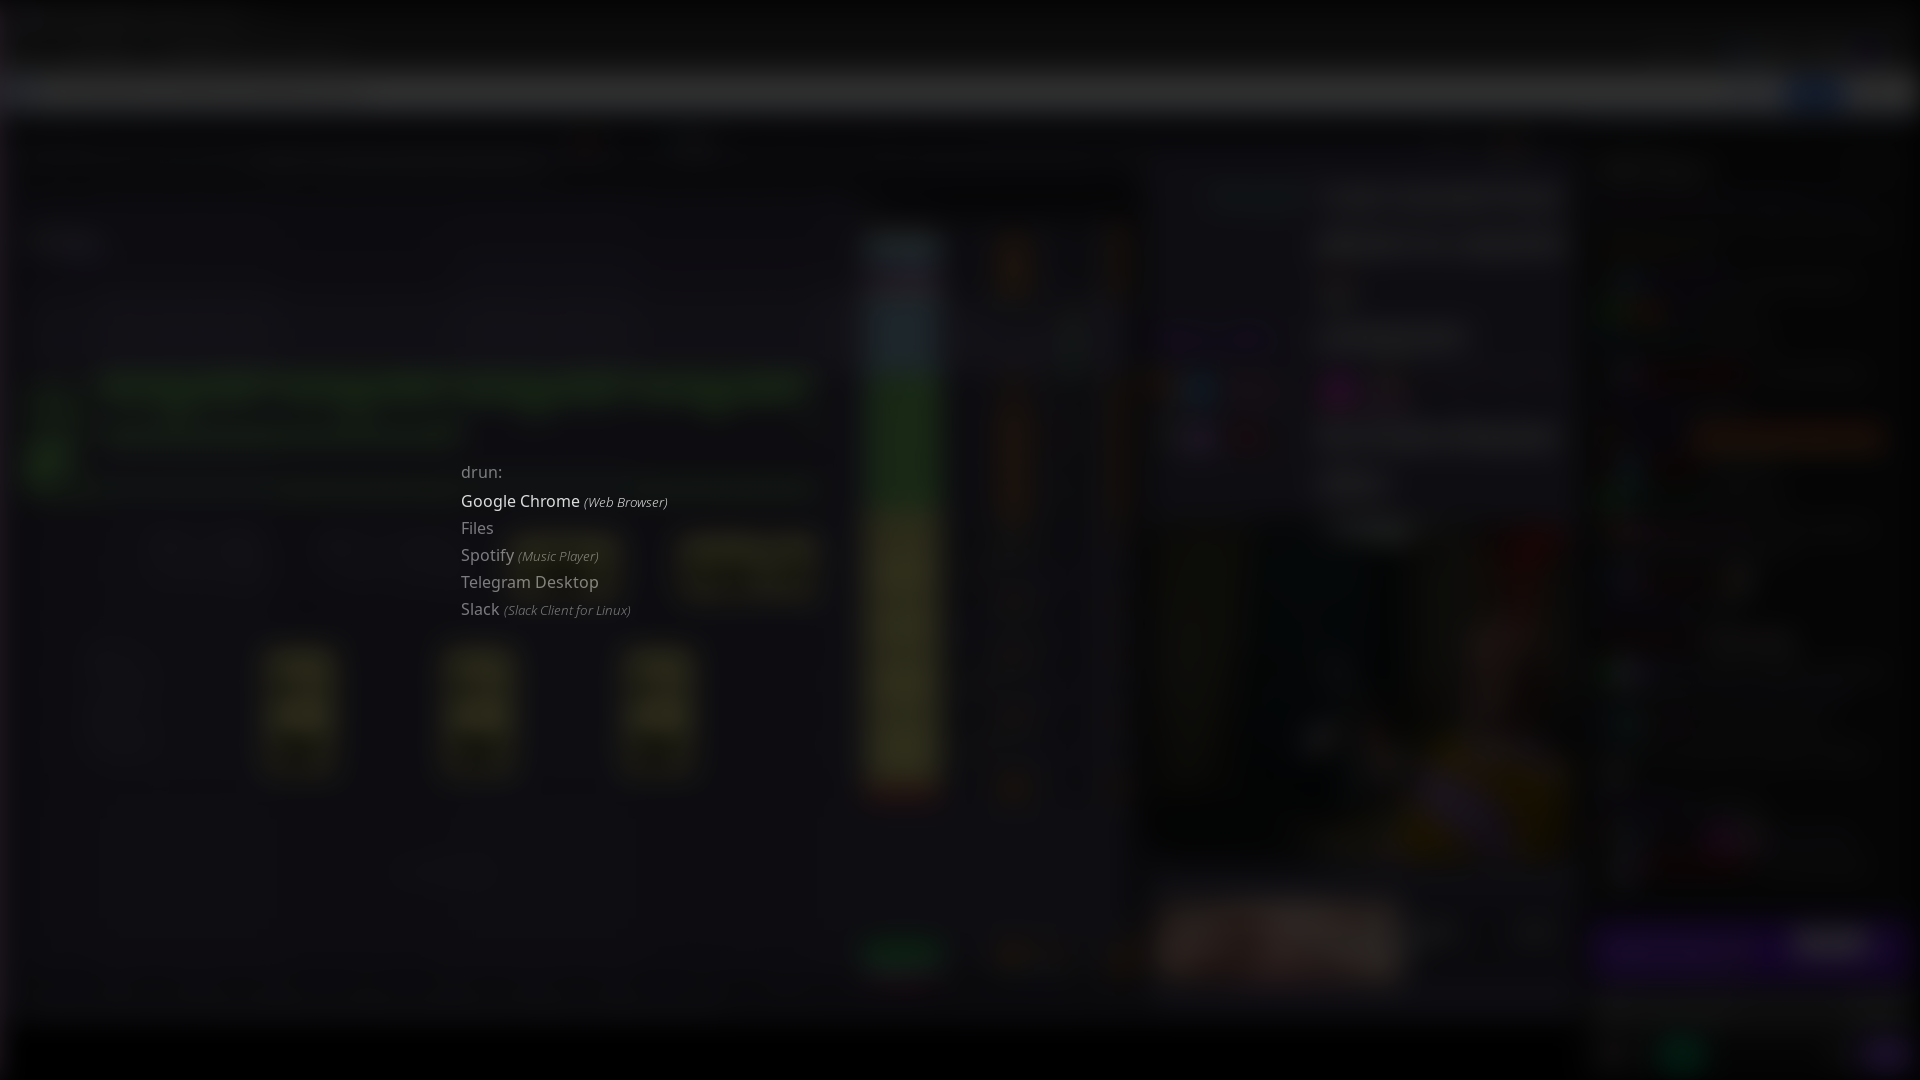 drun:
Google Chrome (Web Browser)
Files
Spotify (Music Player)
Telegram Desktop
Slack (Slack Client for Linux)